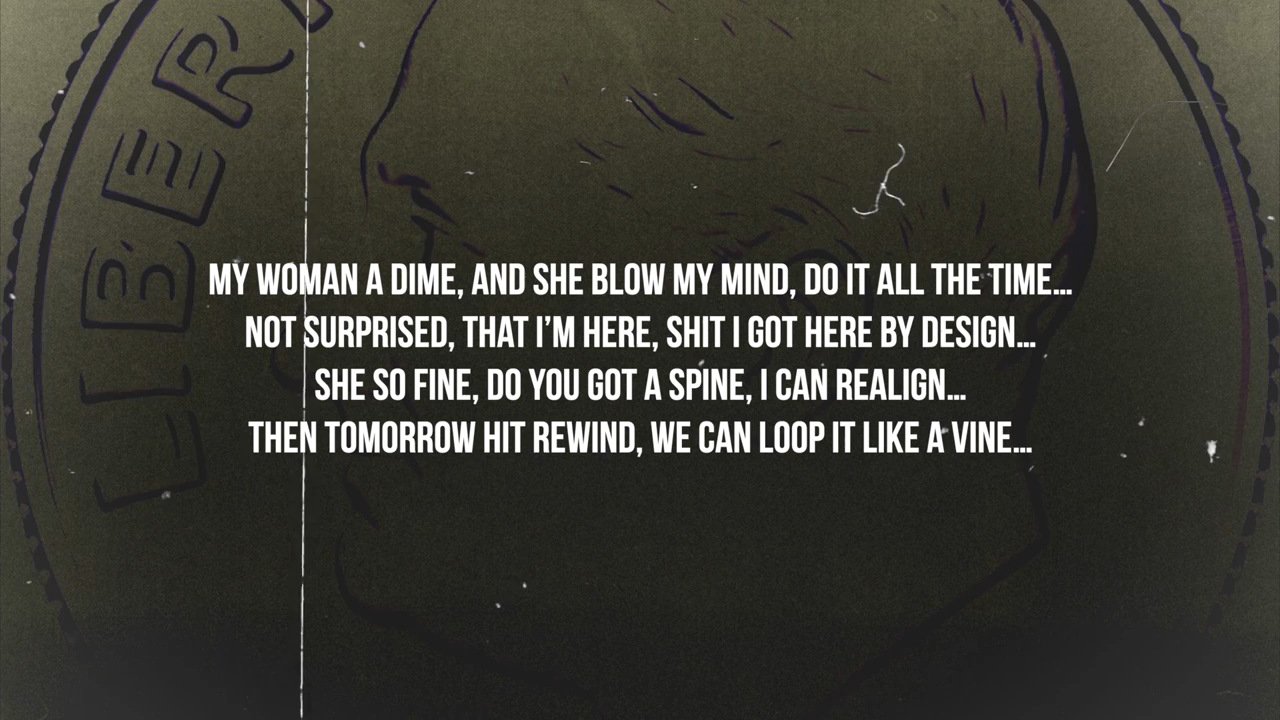 LIBER
MY WOMAN A DIME, AND SHE BLOW MY MIND, DO IT ALL THE TIME...
NOT SURPRISED, THAT I'M HERE, SHIT I GOT HERE BY DESIGN...
SHE SO FINE, DO YOU GOT A SPINE, I CAN REALIGN...
THEN TOMORROW HIT REWIND, WE CAN LOOP IT LIKE A VINE...